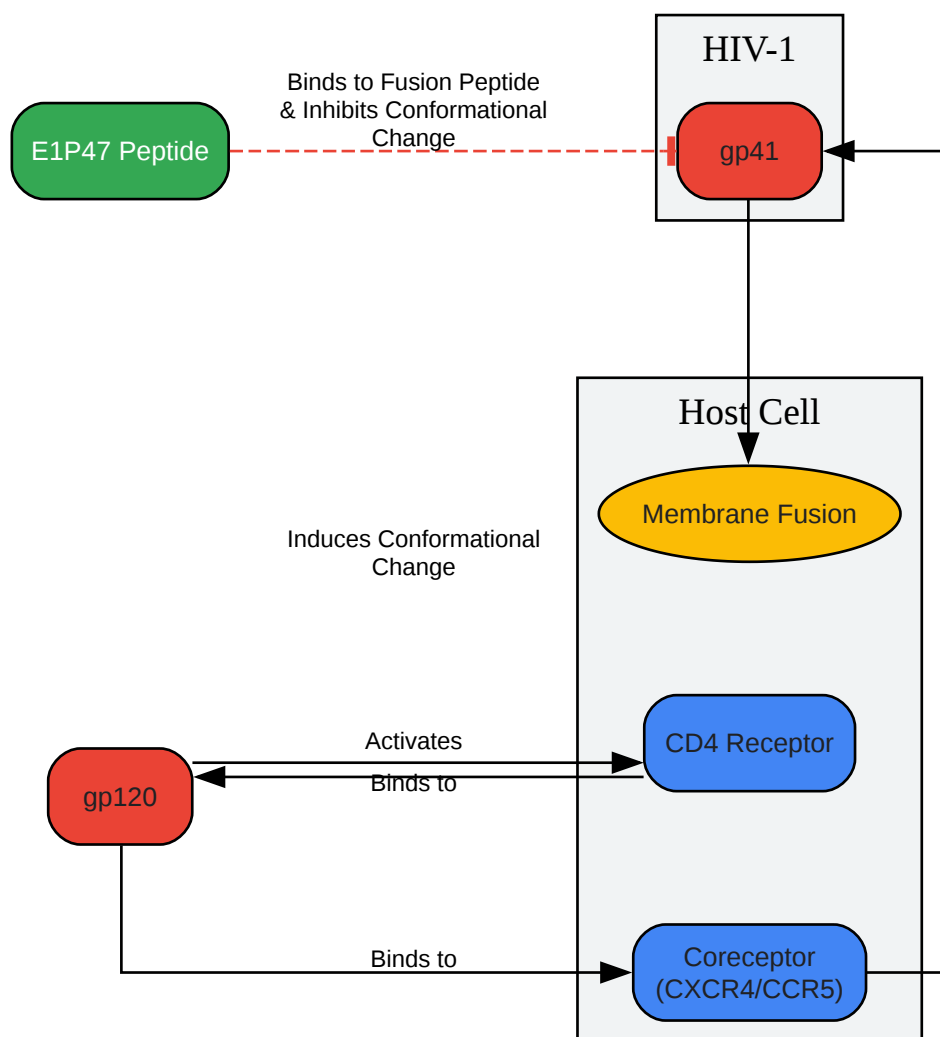 HIV-1
Binds to Fusion Peptide
& Inhibits Conformational
Change
E1P47 Peptide
gp41
Host Cell
Membrane Fusion
Induces Conformational
Change
Activates
CD4 Receptor
Binds to
gp120
Binds to
Coreceptor
(CXCR4/CCR5)